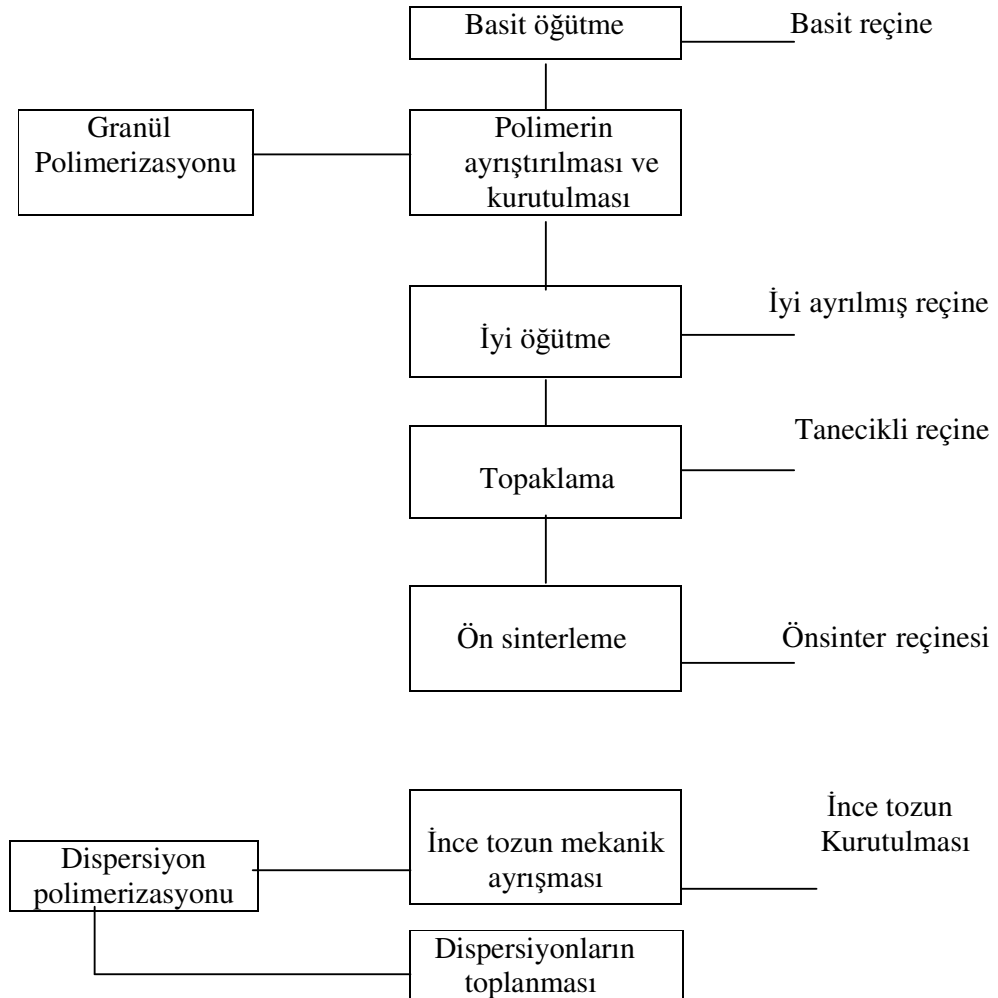 Basit öğütme
Basit reçine
Granül
Polimerizasyonu
Polimerin
ayrıştırılması ve
kurutulması
İyi ayrılmış reçine
İyi öğütme
Tanecikli reçine
Topaklama
Ön sinterleme
Önsinter reçinesi
İnce tozun
Kurutulması
İnce tozun mekanik
ayrışması
Dispersiyon
polimerizasyonu
Dispersiyonların
toplanması